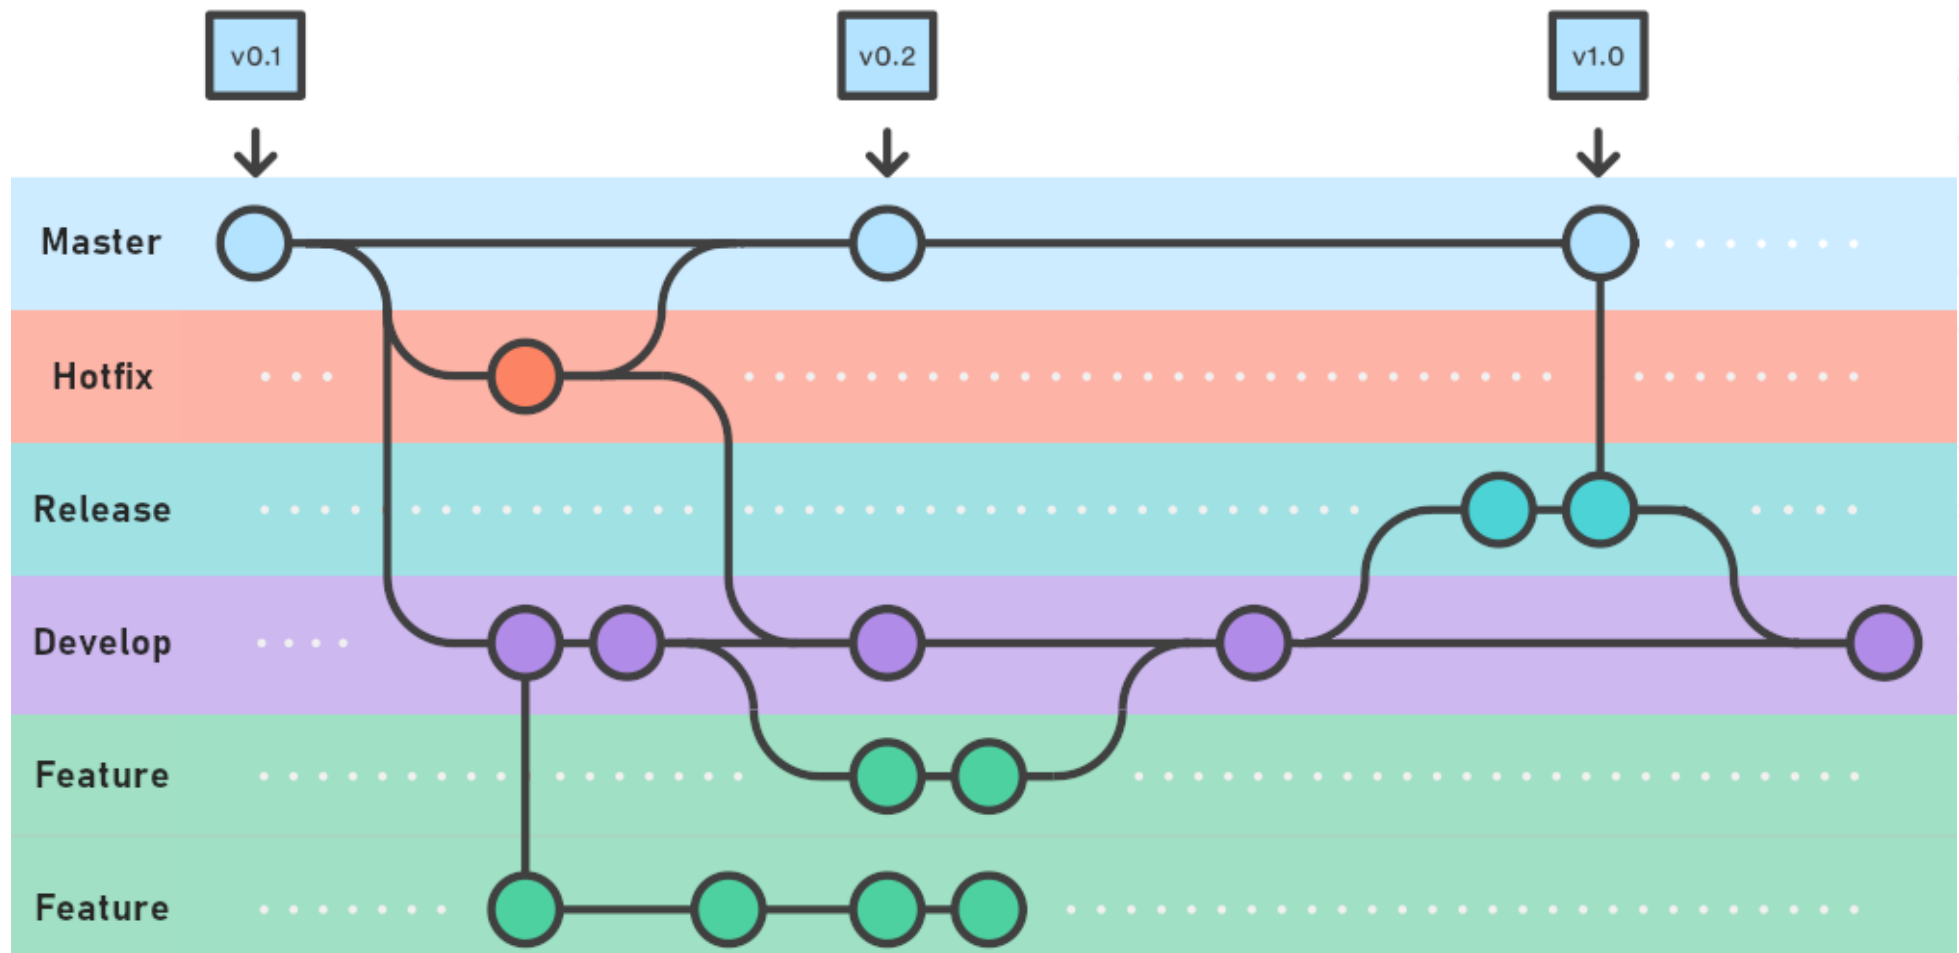 v0.1
v0.2
v1.0
Master
Hotfix
Release
Develop
Feature
Feature